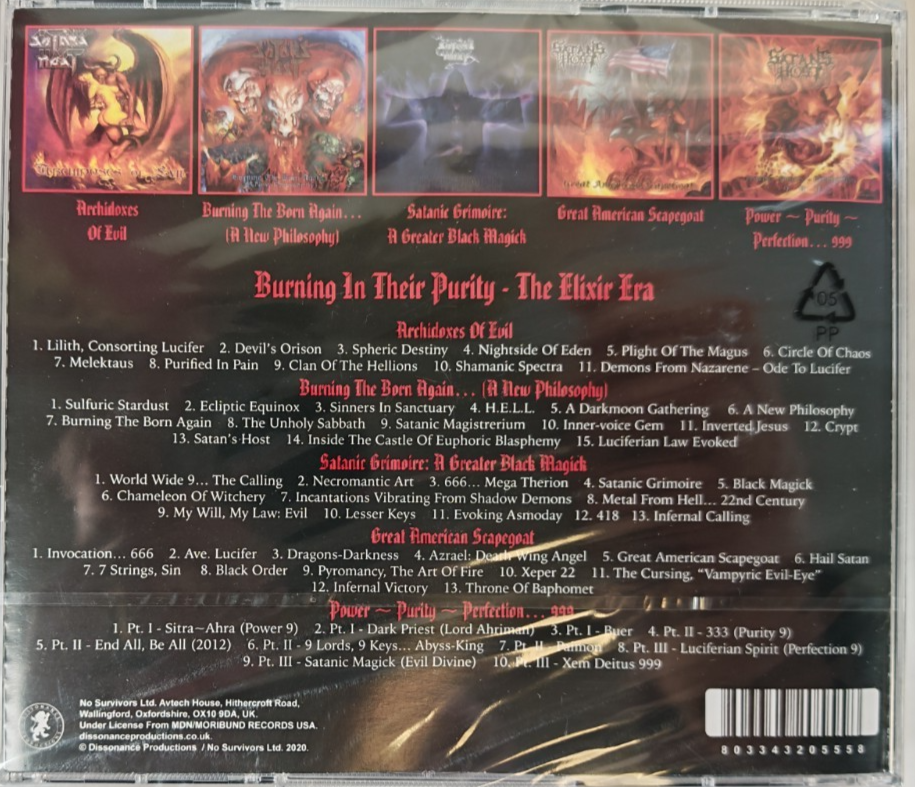 SATANS HOST
SATANS HOST
Great American Scapegoat
Archidoxes
Of Evil
Burning The Born Again...
(A New Philosophy)
Satanic Grimoire:
A Greater Black Magick
Great American Scapegoat
Power ~ Purity ~
Perfection... 999
Burning In Their Purity - The Elixir Era
05
PP
Archidoxes Of Evil
1. Lilith, Consorting Lucifer 2. Devil's Orison 3. Spheric Destiny 4. Nightside Of Eden 5. Plight Of The Magus 6. Circle Of Chaos
7. Melektaus 8. Purified In Pain 9. Clan Of The Hellions 10. Shamanic Spectra 11. Demons From Nazarene – Ode To Lucifer
Burning The Born Again... (A New Philosophy)
1. Sulfuric Stardust 2. Ecliptic Equinox 3. Sinners In Sanctuary 4. H.E.L.L. 5. A Darkmoon Gathering 6. A New Philosophy
7. Burning The Born Again 8. The Unholy Sabbath 9. Satanic Magistrerium 10. Inner-voice Gem 11. Inverted Jesus 12. Crypt
13. Satan's Host 14. Inside The Castle Of Euphoric Blasphemy 15. Luciferian Law Evoked
Satanic Grimoire: A Greater Black Magick
1. World Wide 9... The Calling 2. Necromantic Art 3. 666... Mega Therion 4. Satanic Grimoire 5. Black Magick
6. Chameleon Of Witchery 7. Incantations Vibrating From Shadow Demons 8. Metal From Hell... 22nd Century
9. My Will, My Law: Evil 10. Lesser Keys 11. Evoking Asmoday 12. 418 13. Infernal Calling
Great American Scapegoat
1. Invocation... 666 2. Ave. Lucifer 3. Dragons-Darkness 4. Azrael: Death Wing Angel 5. Great American Scapegoat 6. Hail Satan
7. 7 Strings, Sin 8. Black Order 9. Pyromancy, The Art Of Fire 10. Xeper 22 11. The Cursing, "Vampyric Evil-Eye"
12. Infernal Victory 13. Throne Of Baphomet
Power ~ Purity ~ Perfection... 999
1. Pt. I - Sitra~Ahra (Power 9) 2. Pt. I - Dark Priest (Lord Ahriman) 3. Pt. I - Buer 4. Pt. II - 333 (Purity 9)
5. Pt. II - End All, Be All (2012) 6. Pt. II - 9 Lords, 9 Keys... Abyss-King 7. Pt. II - Paimon 8. Pt. III - Luciferian Spirit (Perfection 9)
9. Pt. III - Satanic Magick (Evil Divine) 10. Pt. III - Xem Deitus 999
No Survivors Ltd. Avtech House, Hithercroft Road,
Wallingford, Oxfordshire, OX10 9DA, UK.
Under License From MDN/MORIBUND RECORDS USA.
dissonanceproductions.co.uk.
© Dissonance Productions / No Survivors Ltd. 2020.
8 03343 205558